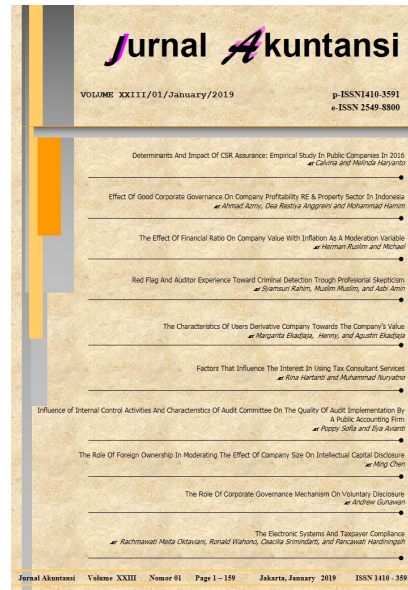 Jurnal Akuntansi
VOLUME XXIII/01/January/2019
p-ISSN1410-3591
e-ISSN 2549-8800
Determinants And Impact Of CSR Assurance: Empirical Study In Public Companies In 2016
Calvina and Melinda Haryanto
Effect Of Good Corporate Governance On Company Profitability RE & Property Sector In Indonesia
Ahmad Azmy, Dea Restiya Anggreini and Mohammad Hamim
The Effect Of Financial Ratio On Company Value With Inflation As A Moderation Variable
Herman Ruslim and Michael
Red Flag And Auditor Experience Toward Criminal Detection Trough Profesional Skepticism
Syamsuri Rahim, Muslim Muslim, and Asbi Amin
The Characteristics Of Users Derivative Company Towards The Company's Value
Margarita Ekadjaja, Henny, and Agustin Ekadjaja
Factors That Influence The Interest In Using Tax Consultant Services
Rina Hartanti and Muhammad Nuryatno
Influence of Internal Control Activities And Characteristics Of Audit Committee On The Quality Of Audit Implementation By
A Public Accounting Firm
Poppy Sofia and Ilya Avianti
The Role Of Foreign Ownership In Moderating The Effect Of Company Size On Intellectual Capital Disclosure
Ming Chen
The Role Of Corporate Governance Mechanism On Voluntary Disclosure
Andrew Gunawan
The Electronic Systems And Taxpayer Compliance
Rachmawati Meita Oktaviani, Ronald Wahono, Ceacilia Srimindarti, and Pancawati Hardiningsih
Jurnal Akuntansi Volume XXIII Nomor 01 Page 1 – 159 Jakarta, January 2019 ISSN 1410 - 359